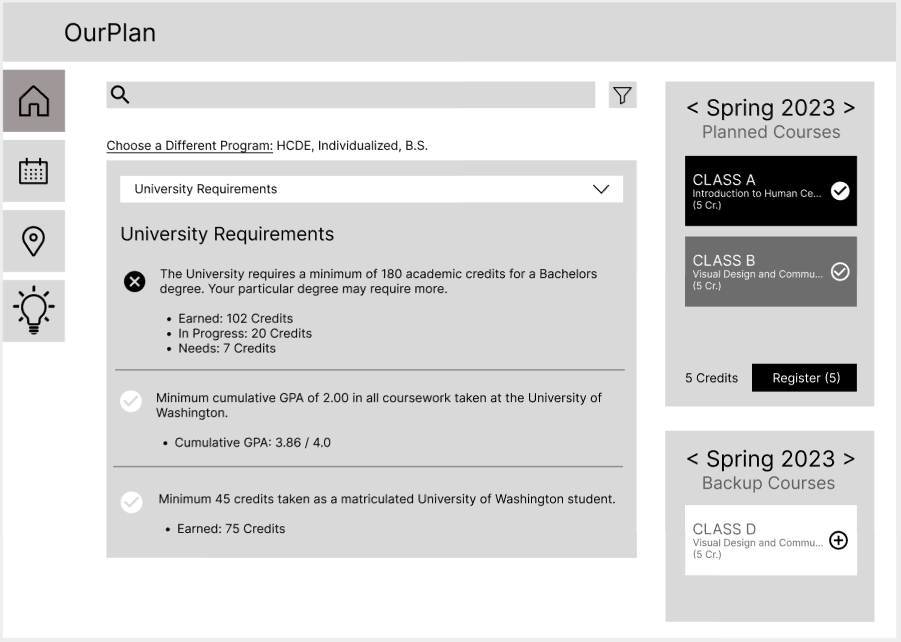 OurPlan
Choose a Different Program: HCDE, Individualized, B.S.
University Requirements
University Requirements
The University requires a minimum of 180 academic credits for a Bachelors
degree. Your particular degree may require more.
• Earned: 102 Credits
• In Progress: 20 Credits
• Needs: 7 Credits
Minimum cumulative GPA of 2.00 in all coursework taken at the University of
Washington.
• Cumulative GPA: 3.86 / 4.0
Minimum 45 credits taken as a matriculated University of Washington student.
• Earned: 75 Credits
< Spring 2023 >
Planned Courses
CLASS A
Introduction to Human Ce...
(5 Cr.)
CLASS B
Visual Design and Commu...
(5 Cr.)
5 Credits
Register (5)
< Spring 2023 >
Backup Courses
CLASS D
Visual Design and Commu...
(5 Cr.)